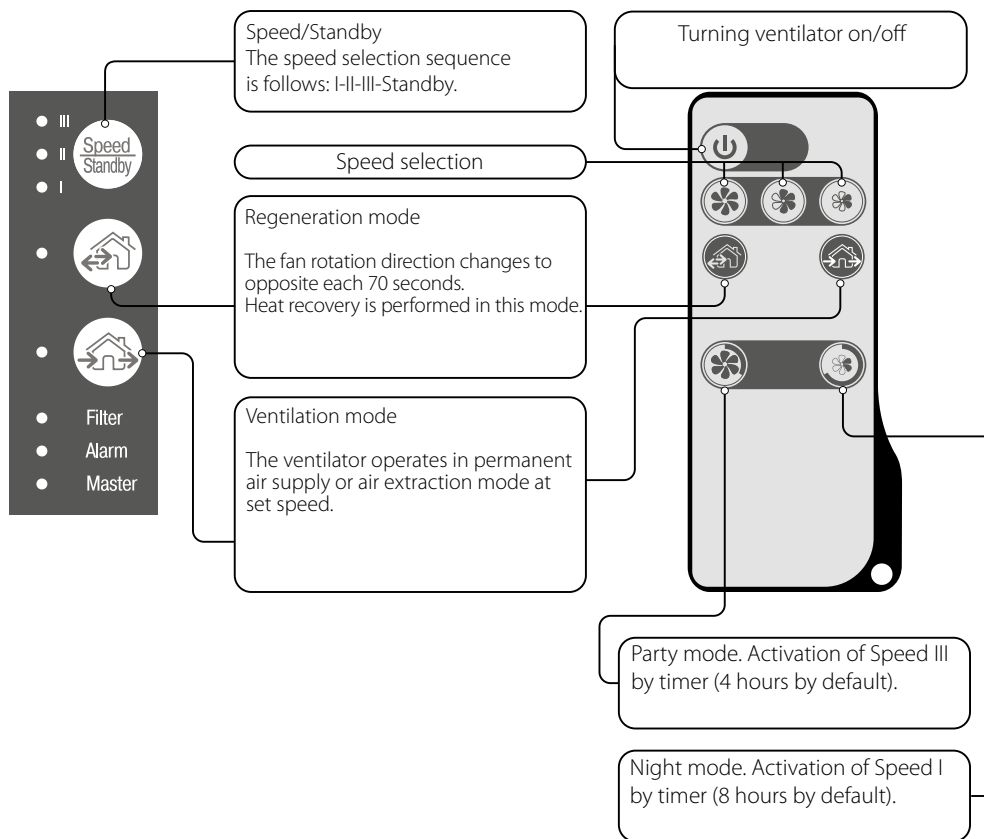 Speed/Standby
The speed selection sequence
is follows: I-II-III-Standby.
Turning ventilator on/off
III
II
I
Speed
Standby
Speed selection
Regeneration mode
The fan rotation direction changes to
opposite each 70 seconds.
Heat recovery is performed in this mode.
Ventilation mode
The ventilator operates in permanent
air supply or air extraction mode at
set speed.
Filter
Alarm
Master
Party mode. Activation of Speed III
by timer (4 hours by default).
Night mode. Activation of Speed I
by timer (8 hours by default).